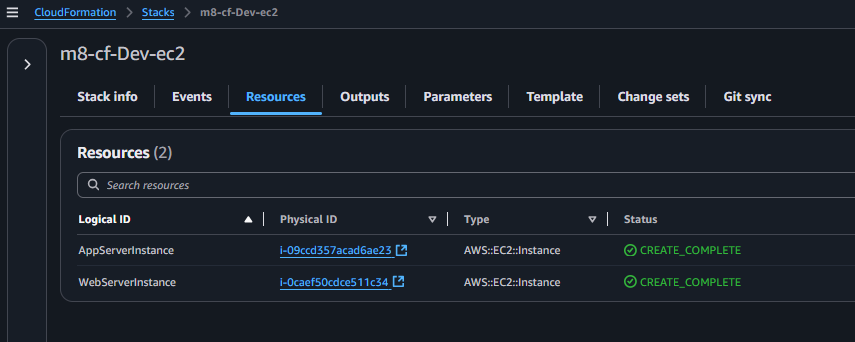 CloudFormation > Stacks > m8-cf-Dev-ec2
m8-cf-Dev-ec2
Stack info Events Resources Outputs Parameters Template Change sets Git sync
Resources (2)
Search resources
Logical ID Physical ID Type Status
AppServerInstance i-09ccd357acad6ae23 AWS::EC2::Instance CREATE_COMPLETE
WebServerInstance i-0caef50cdce511c34 AWS::EC2::Instance CREATE_COMPLETE